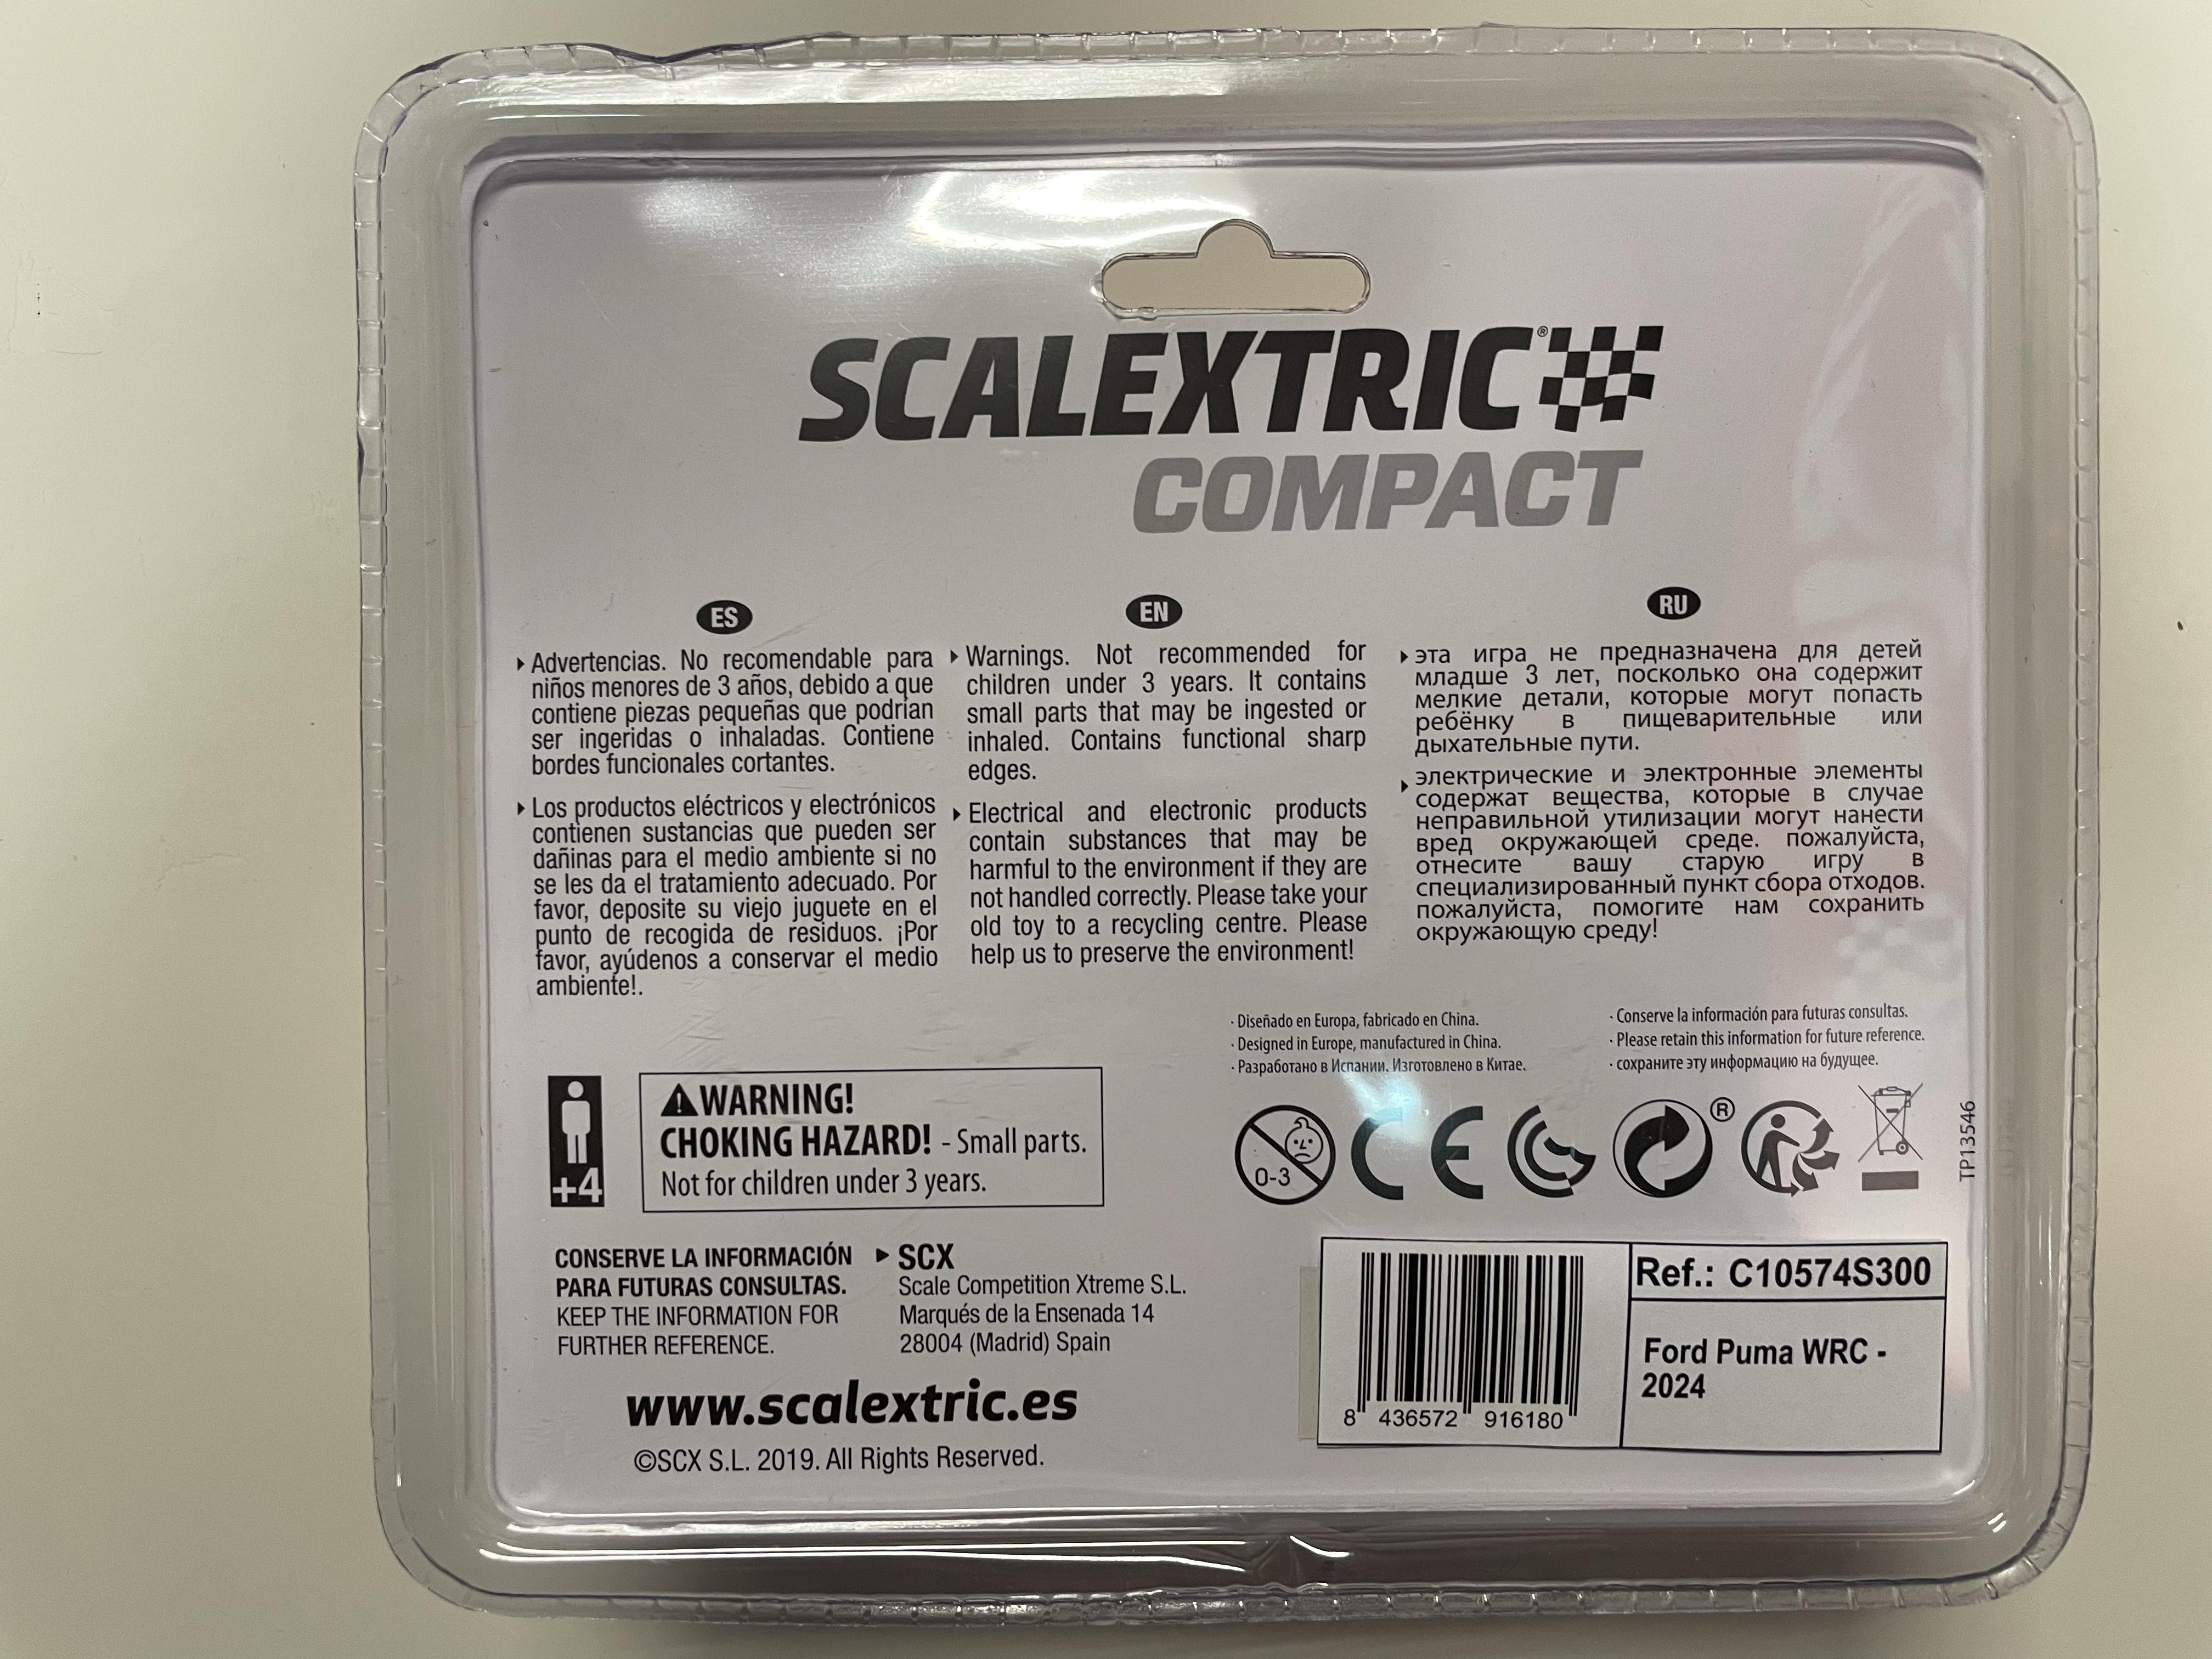 SCALEXTRIC®
COMPACT
ES
Advertencias. No recomendable para
niños menores de 3 años, debido a que
contiene piezas pequeñas que podrían
ser ingeridas o inhaladas. Contiene
bordes funcionales cortantes.
Los productos eléctricos y electrónicos
contienen sustancias que pueden ser
dañinas para el medio ambiente si no
se les da el tratamiento adecuado. Por
favor, deposite su viejo juguete en el
punto de recogida de residuos. ¡Por
favor, ayúdenos a conservar el medio
ambiente!.
EN
Warnings. Not recommended for
children under 3 years. It contains
small parts that may be ingested or
inhaled. Contains functional sharp
edges.
Electrical and electronic products
contain substances that may be
harmful to the environment if they are
not handled correctly. Please take your
old toy to a recycling centre. Please
help us to preserve the environment!
RU
эта игра не предназначена для детей
младше 3 лет, посколько она содержит
мелкие детали, которые могут попасть
ребёнку в пищеварительные или
дыхательные пути.
электрические и электронные элементы
содержат вещества, которые в случае
неправильной утилизации могут нанести
вред окружающей среде. пожалуйста,
отнесите вашу старую игру в
специализированный пункт сбора отходов.
пожалуйста, помогите нам сохранить
окружающую среду!
· Diseñado en Europa, fabricado en China.
· Designed in Europe, manufactured in China.
· Разработано в Испании. Изготовлено в Китае.
· Conserve la información para futuras consultas.
· Please retain this information for future reference.
· сохраните эту информацию на будущее.
+4
WARNING!
CHOKING HAZARD! - Small parts.
Not for children under 3 years.
0-3
CE
®
TP13546
CONSERVE LA INFORMACIÓN
PARA FUTURAS CONSULTAS.
KEEP THE INFORMATION FOR
FURTHER REFERENCE.
SCX
Scale Competition Xtreme S.L.
Marqués de la Ensenada 14
28004 (Madrid) Spain
www.scalextric.es
©SCX S.L. 2019. All Rights Reserved.
8 436572 916180
Ref.: C10574S300
Ford Puma WRC -
2024